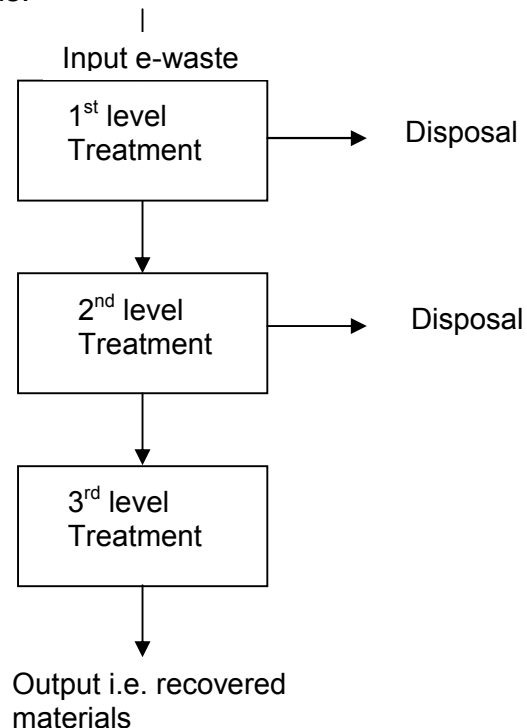 Input e-waste
1st level
Treatment
Disposal
2nd level
Treatment
Disposal
3rd level
Treatment
Output i.e. recovered
materials